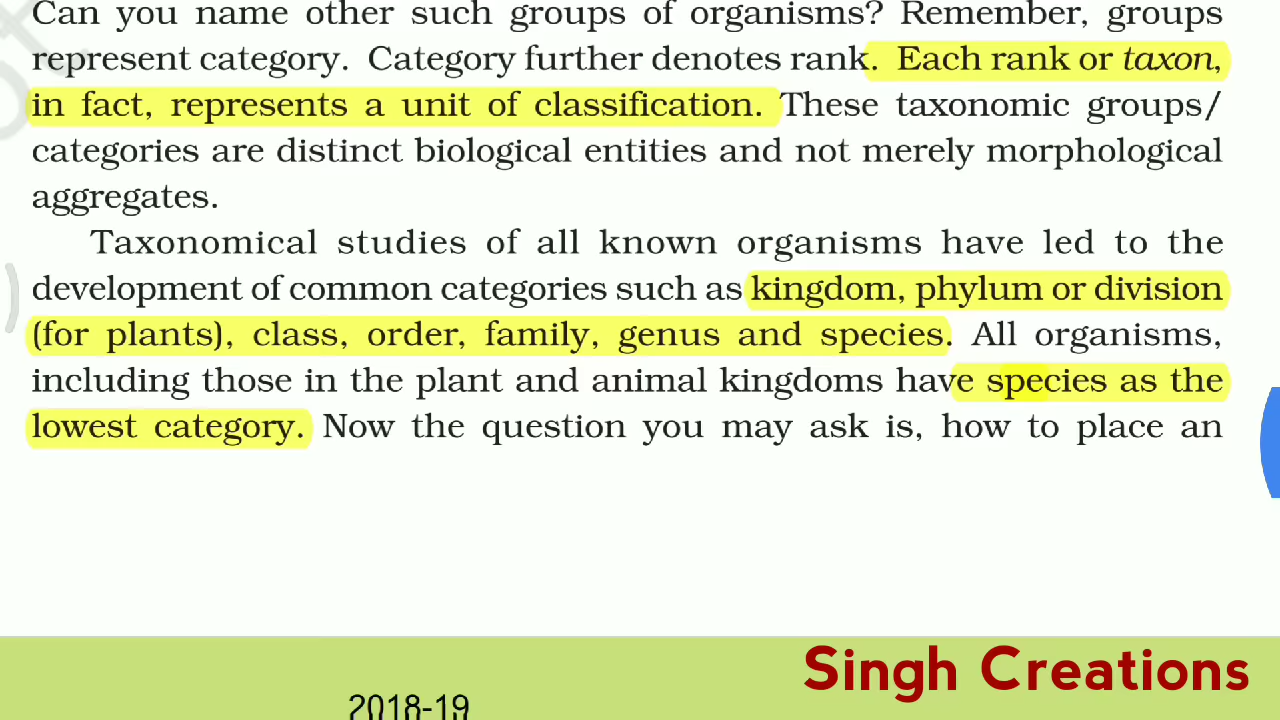 Can you name other such groups of organisms? Remember, groups
represent category. Category further denotes rank. Each rank or taxon,
in fact, represents a unit of classification. These taxonomic groups/
categories are distinct biological entities and not merely morphological
aggregates.
Taxonomical studies of all known organisms have led to the
development of common categories such as kingdom, phylum or division
(for plants), class, order, family, genus and species. All organisms,
including those in the plant and animal kingdoms have species as the
lowest category. Now the question you may ask is, how to place an
Singh Creations
2018-19